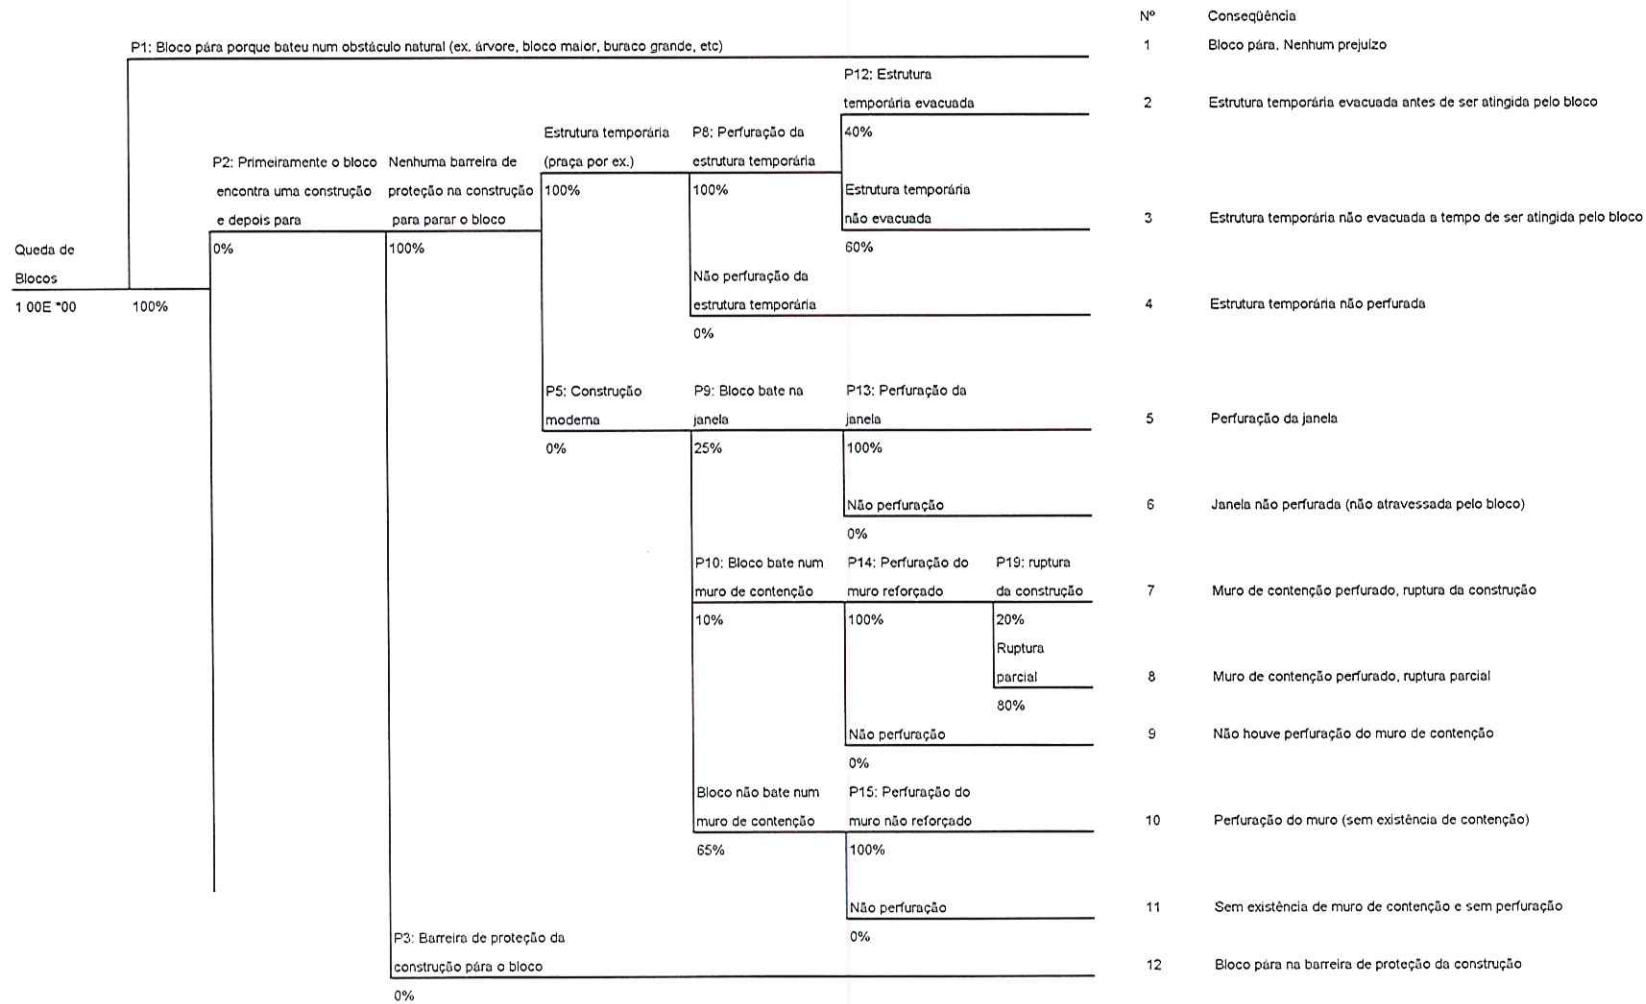 Nº Conseqüência
P1: Bloco pára porque bateu num obstáculo natural (ex. árvore, bloco maior, buraco grande, etc)
1 Bloco pára. Nenhum prejuízo
P12: Estrutura
temporária evacuada
2 Estrutura temporária evacuada antes de ser atingida pelo bloco
40%
Estrutura temporária
(praça por ex.)
P8: Perfuração da
estrutura temporária
P2: Primeiramente o bloco
encontra uma construção
e depois para
Nenhuma barreira de
proteção na construção
para parar o bloco
100%
100%
Estrutura temporária
não evacuada
3 Estrutura temporária não evacuada a tempo de ser atingida pelo bloco
60%
Queda de
Blocos
1 00E "00
100%
0%
100%
Não perfuração da
estrutura temporária
4 Estrutura temporária não perfurada
0%
P5: Construção
moderna
P9: Bloco bate na
janela
P13: Perfuração da
janela
5 Perfuração da janela
0%
25%
100%
Não perfuração
6 Janela não perfurada (não atravessada pelo bloco)
0%
P10: Bloco bate num
muro de contenção
P14: Perfuração do
muro reforçado
P19: ruptura
da construção
7 Muro de contenção perfurado, ruptura da construção
10%
100%
20%
Ruptura
parcial
8 Muro de contenção perfurado, ruptura parcial
80%
Não perfuração
9 Não houve perfuração do muro de contenção
0%
Bloco não bate num
muro de contenção
P15: Perfuração do
muro não reforçado
10 Perfuração do muro (sem existência de contenção)
65%
100%
Não perfuração
11 Sem existência de muro de contenção e sem perfuração
0%
P3: Barreira de proteção da
construção pára o bloco
12 Bloco pára na barreira de proteção da construção
0%